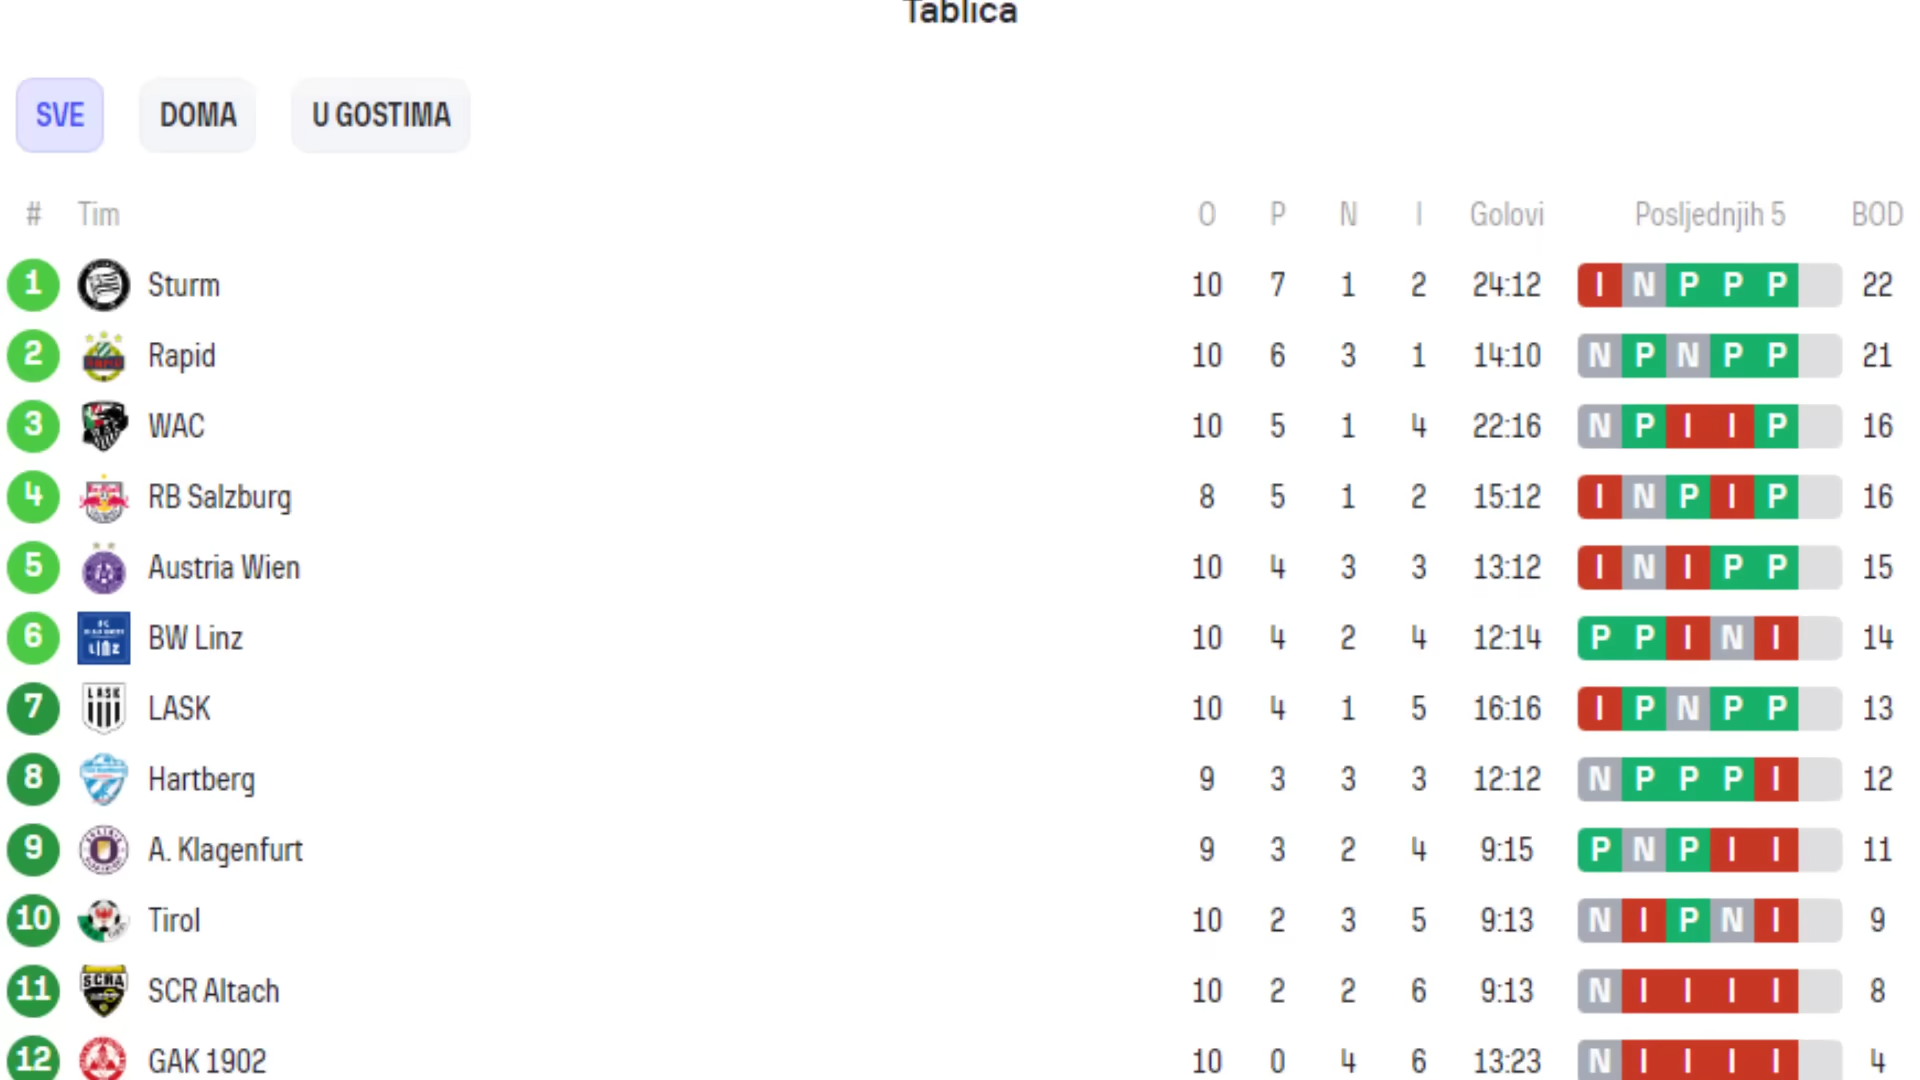 Tablica
SVE DOMA U GOSTIMA
# Tim O P N I Golovi Posljednjih 5 BOD
1 Sturm 10 7 1 2 24:12 I N P P P 22
2 Rapid 10 6 3 1 14:10 N P N P P 21
3 WAC 10 5 1 4 22:16 N P I I P 16
4 RB Salzburg 8 5 1 2 15:12 I N P I P 16
5 Austria Wien 10 4 3 3 13:12 I N I P P 15
6 LINZ BW Linz 10 4 2 4 12:14 P P I N I 14
7 LASK LASK 10 4 1 5 16:16 I P N P P 13
8 Hartberg 9 3 3 3 12:12 N P P P I 12
9 A. Klagenfurt 9 3 2 4 9:15 P N P I I 11
10 Tirol 10 2 3 5 9:13 N I P N I 9
11 SCRA SCR Altach 10 2 2 6 9:13 N I I I I 8
12 GAK 1902 10 0 4 6 13:23 N I I I I 4